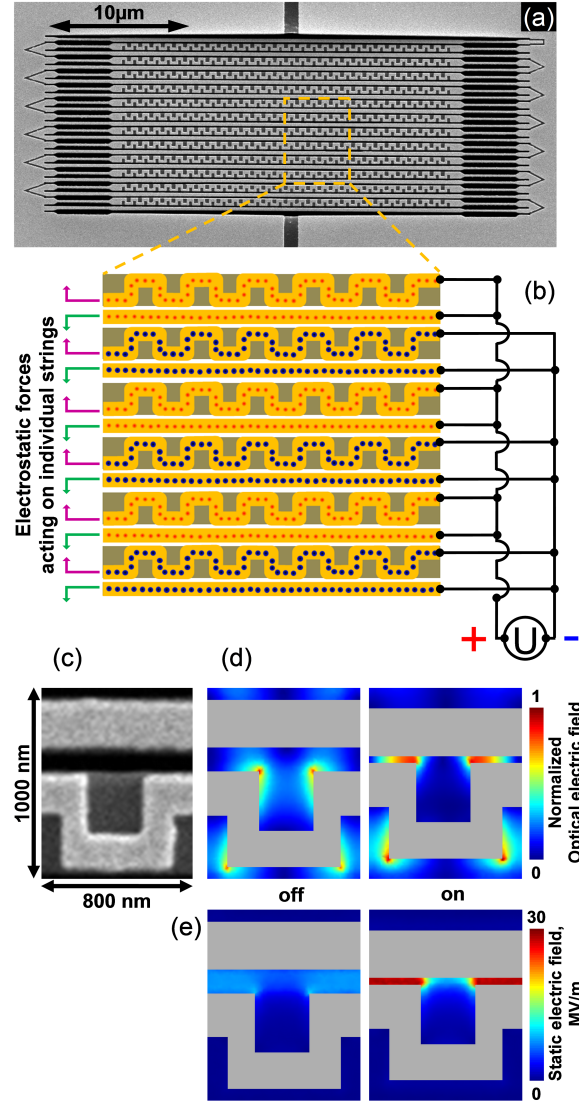 10μm
(a)
(b)
Electrostatic forces
acting on individual strings
+
U
-
(c)
(d)
1000 nm
800 nm
1
Normalized
Optical electric field
0
off
on
(e)
30
Static electric field,
MV/m
0